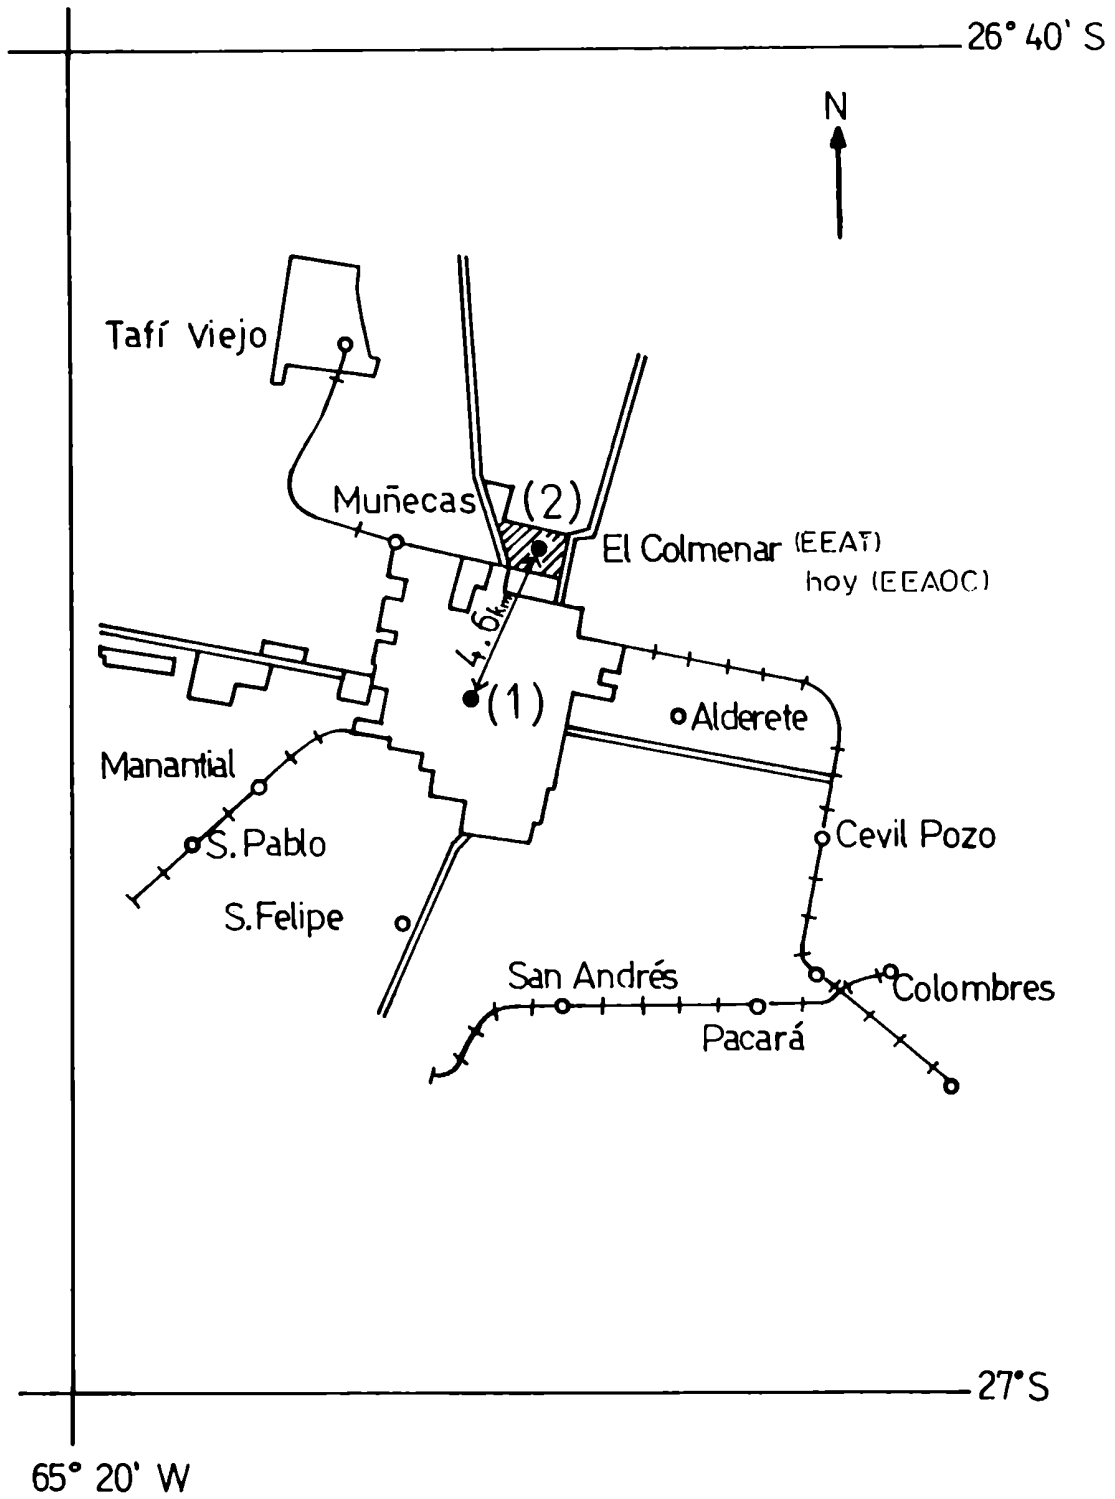 26° 40' S
N
Tafí Viejo
Muñecas
(2)
El Colmenar (EEAT)
hoy (EEAOC)
4.6km
(1)
Alderete
Manantial
S.Pablo
Cevil Pozo
S.Felipe
San Andrés
Colombres
Pacará
27° S
65° 20' W